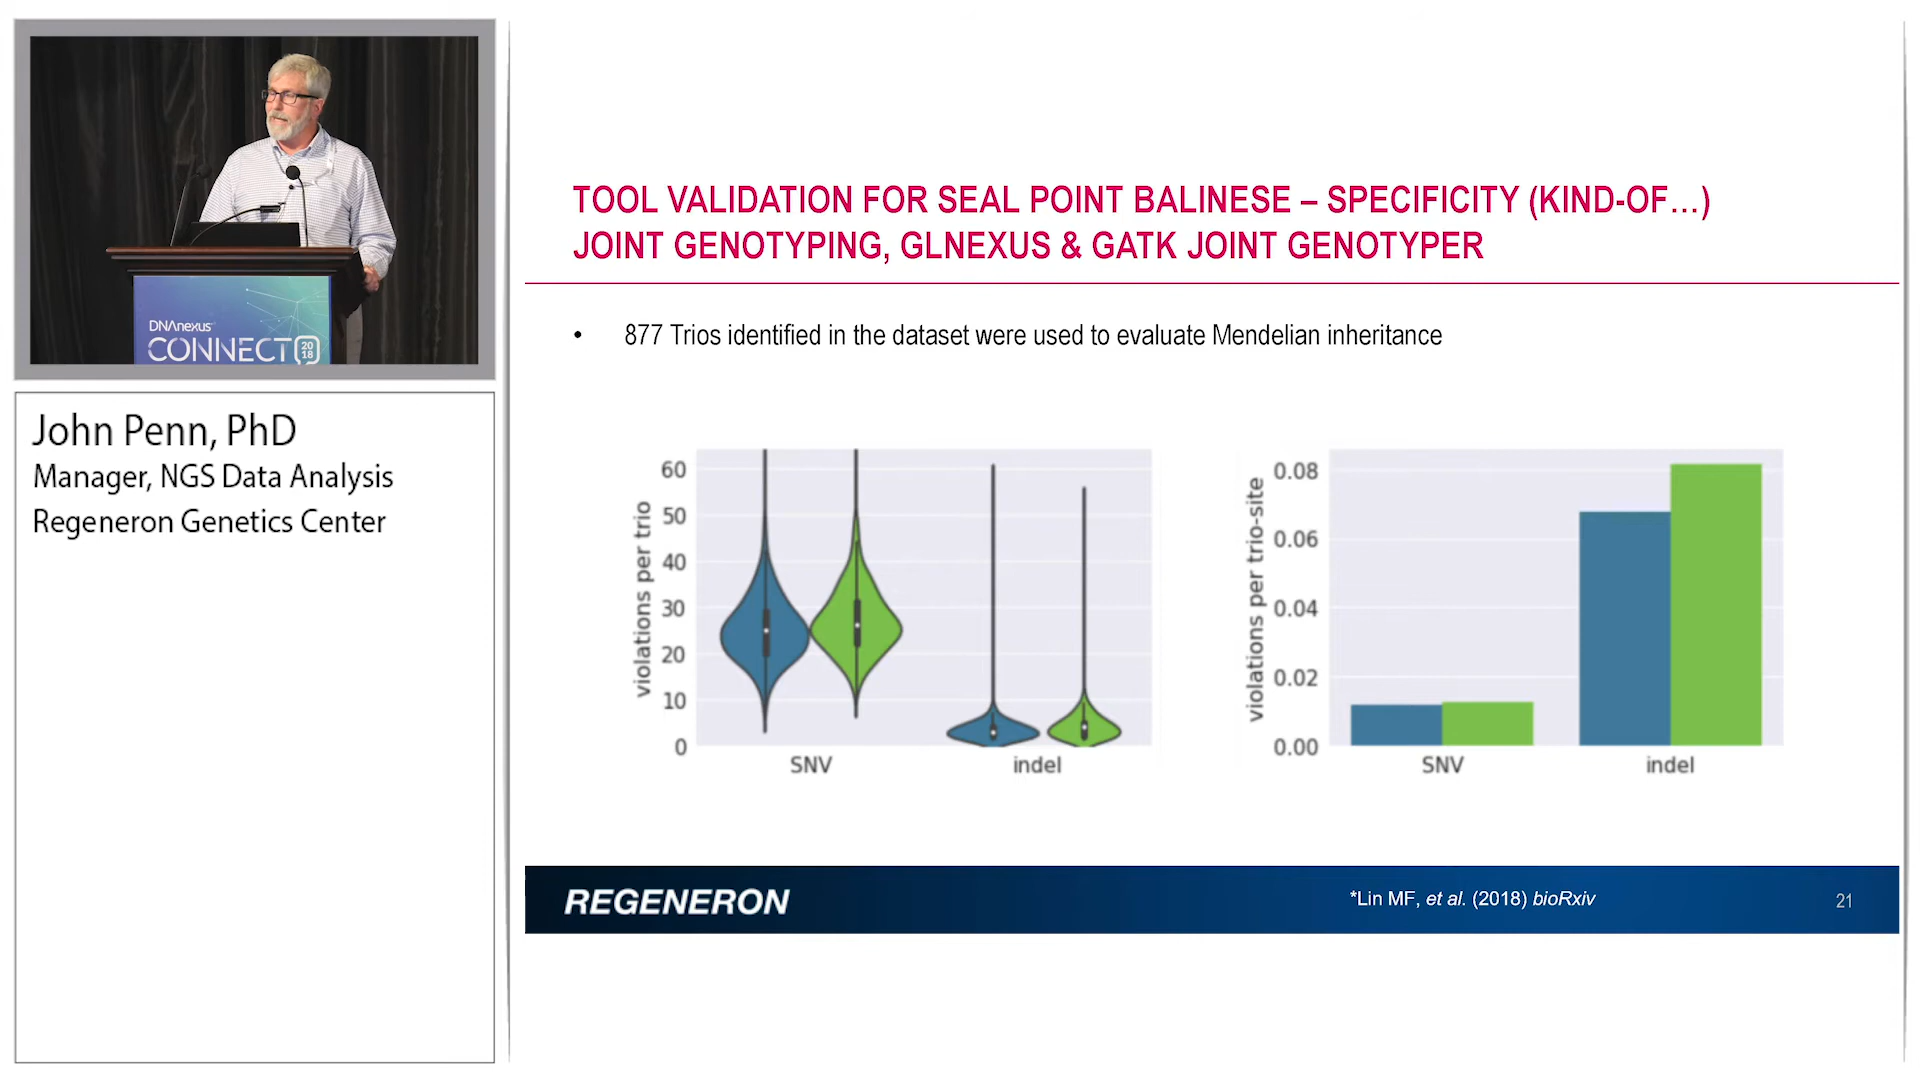 DNAnexus
CONNECT 20 18
John Penn, PhD
Manager, NGS Data Analysis
Regeneron Genetics Center
TOOL VALIDATION FOR SEAL POINT BALINESE – SPECIFICITY (KIND-OF…)
JOINT GENOTYPING, GLNEXUS & GATK JOINT GENOTYPER
• 877 Trios identified in the dataset were used to evaluate Mendelian inheritance
violations per trio
60
50
40
30
20
10
0
SNV indel
violations per trio-site
0.08
0.06
0.04
0.02
0.00
SNV indel
REGENERON
*Lin MF, et al. (2018) bioRxiv
21